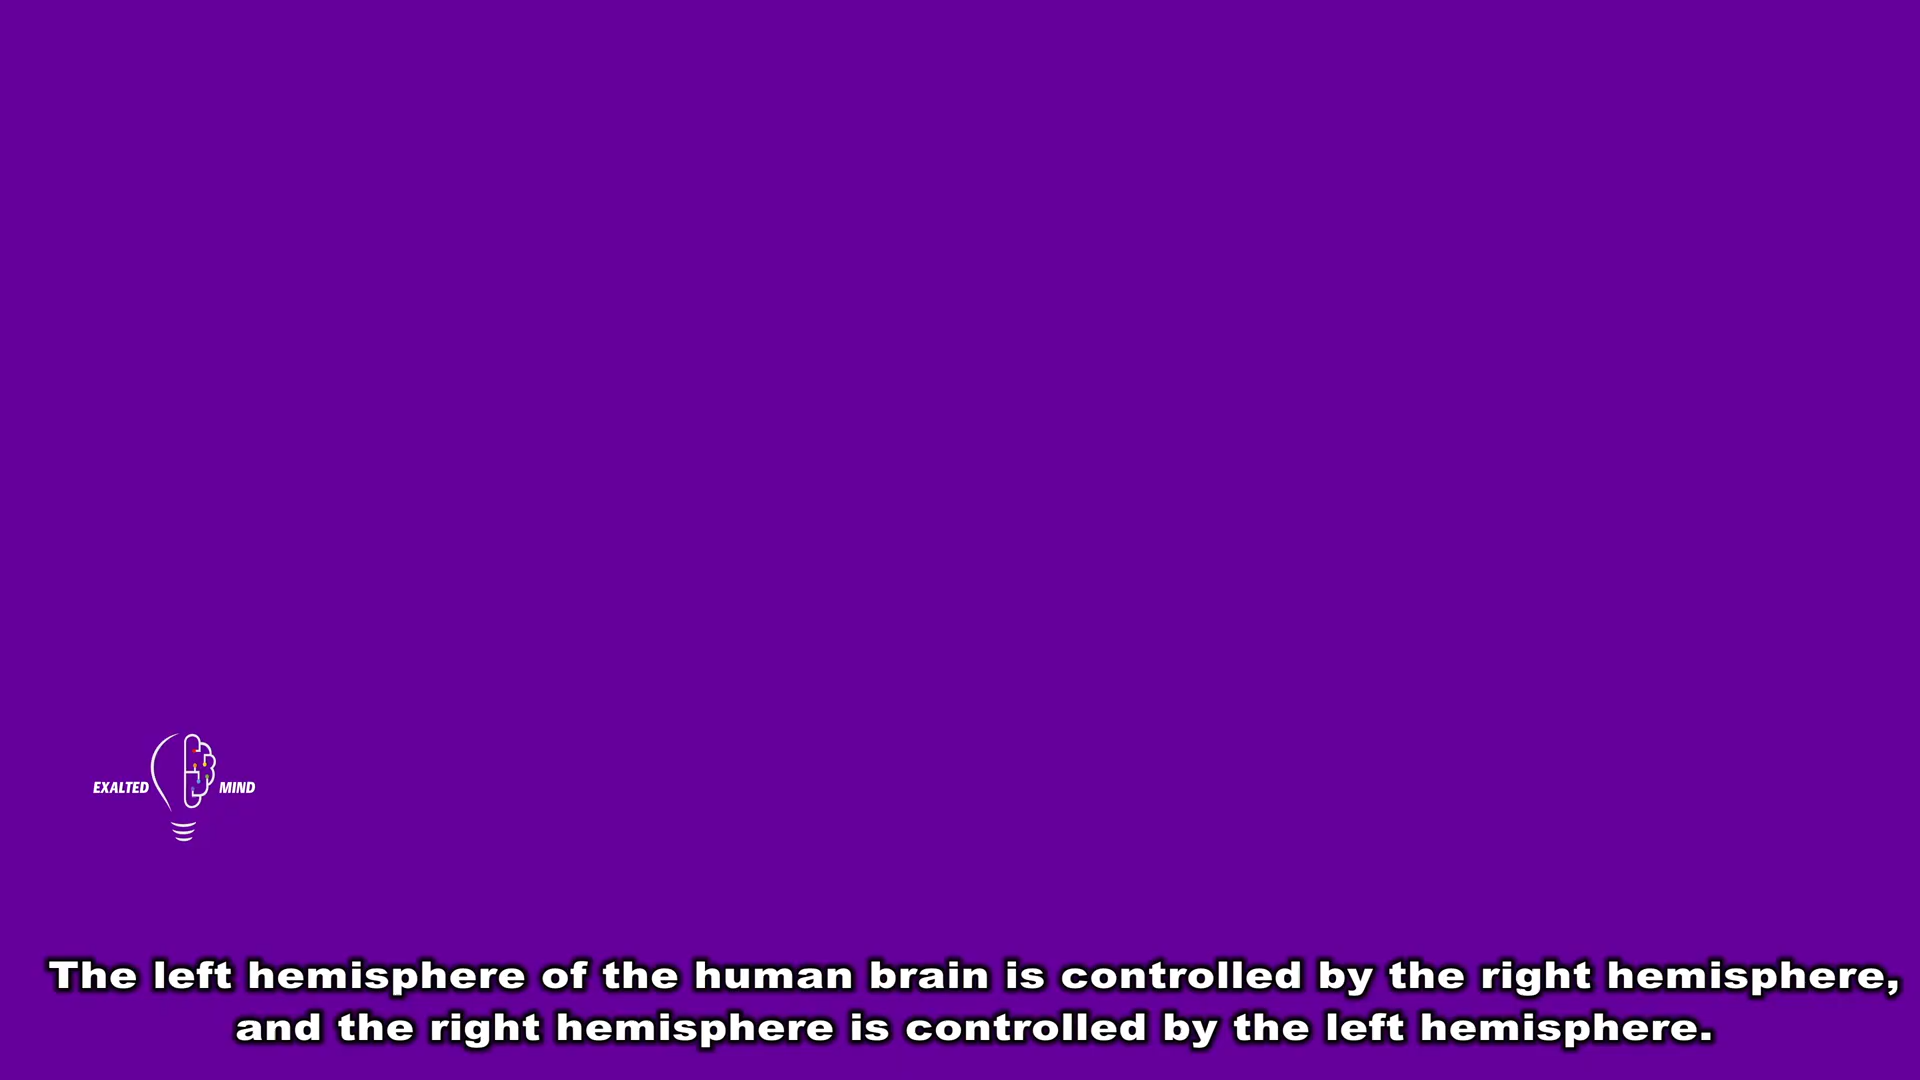 EXALTED MIND
The left hemisphere of the human brain is controlled by the right hemisphere,
and the right hemisphere is controlled by the left hemisphere.